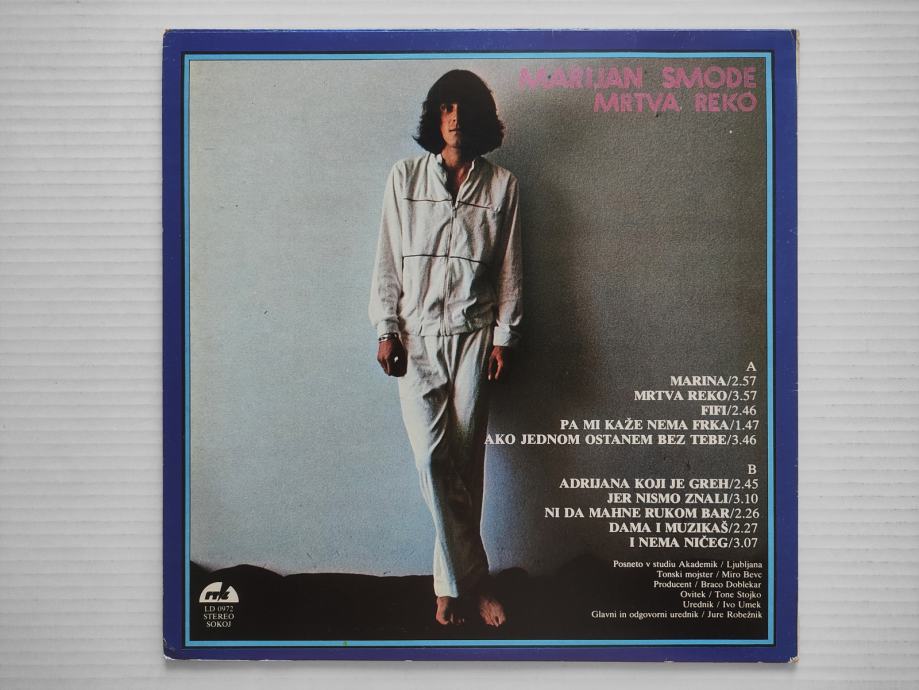 MARIJAN SMODE
MRTVA REKO
A
MARINA/2.57
MRTVA REKO/3.57
FIFI/2.46
PA MI KAŽE NEMA FRKA/1.47
AKO JEDNOM OSTANEM BEZ TEBE/3.46
B
ADRIJANA KOJI JE GREH/2.45
JER NISMO ZNALI/3.10
NI DA MAHNE RUKOM BAR/2.26
DAMA I MUZIKAŠ/2.27
I NEMA NIČEG/3.07
Posneto v studiu Akademik / Ljubljana
Tonski mojster / Miro Bevc
Producent / Braco Doblekar
Ovitek / Tone Stojko
Urednik / Ivo Umek
Glavni in odgovorni urednik / Jure Robežnik
rtvl
LD 0972
STEREO
SOKOJ